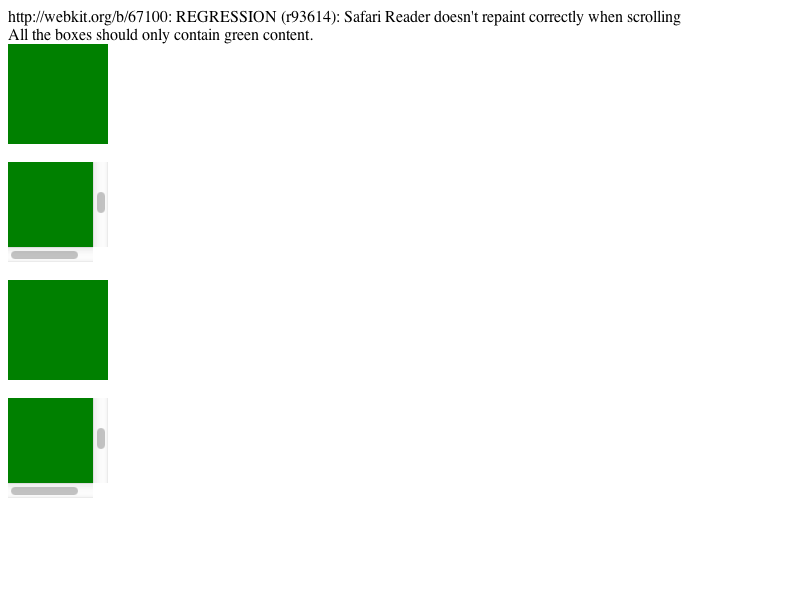 http://webkit.org/b/67100: REGRESSION (r93614): Safari Reader doesn't repaint correctly when scrolling
All the boxes should only contain green content.